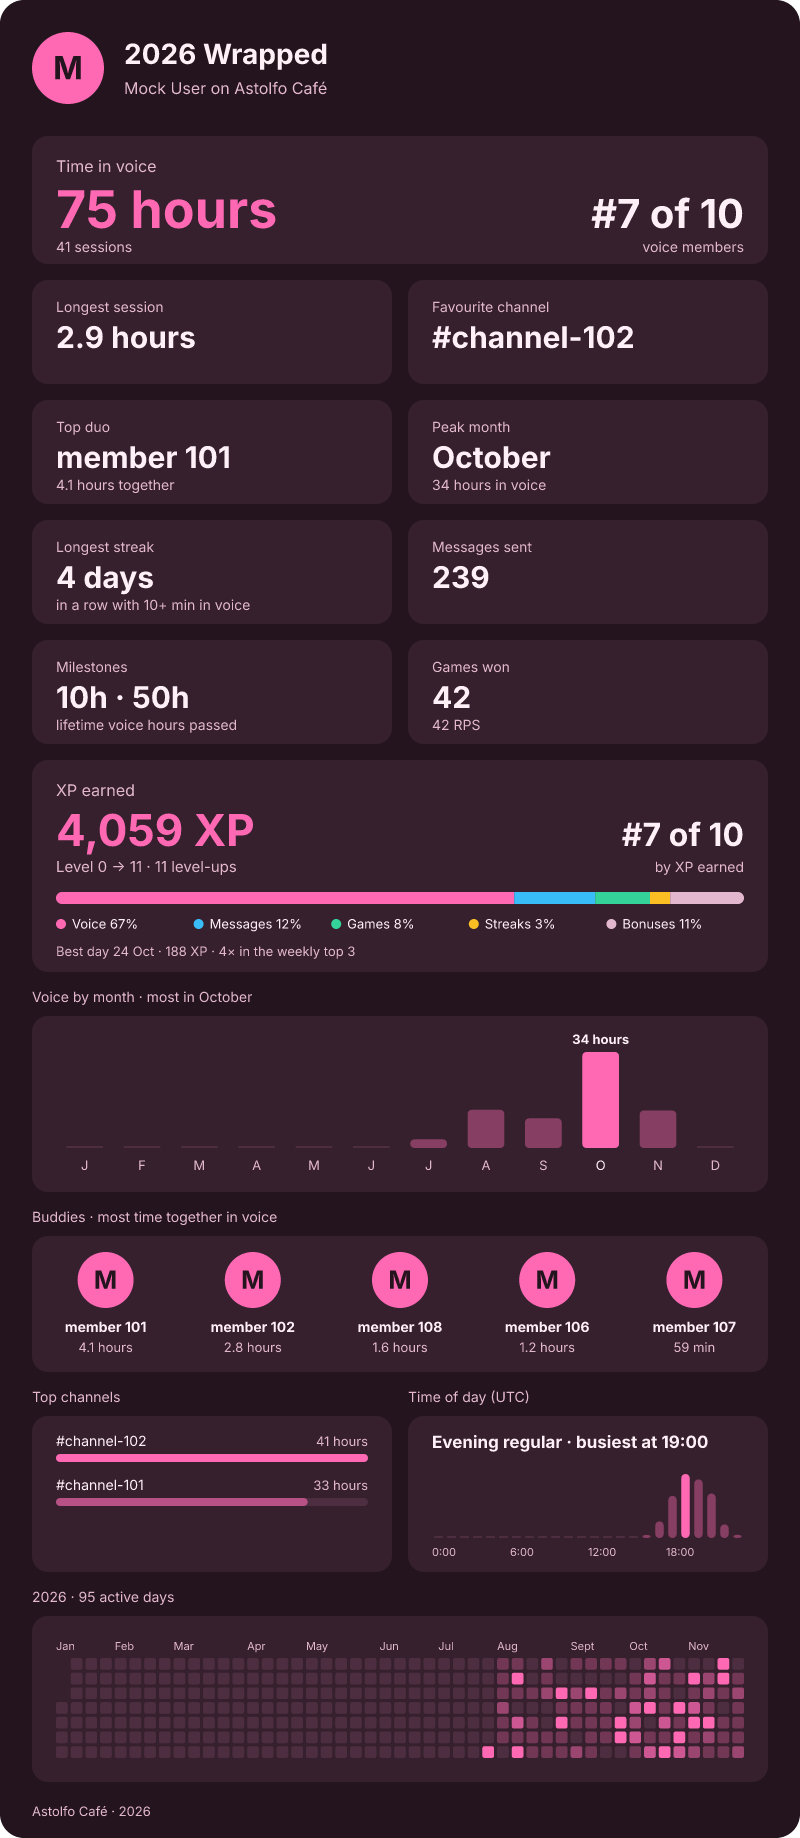 M
2026 Wrapped
Mock User on Astolfo Café
Time in voice
75 hours
41 sessions
#7 of 10
voice members
Longest session
2.9 hours
Favourite channel
#channel-102
Top duo
member 101
4.1 hours together
Peak month
October
34 hours in voice
Longest streak
4 days
in a row with 10+ min in voice
Messages sent
239
Milestones
10h · 50h
lifetime voice hours passed
Games won
42
42 RPS
XP earned
4,059 XP
Level 0 → 11 · 11 level-ups
#7 of 10
by XP earned
Voice 67% Messages 12% Games 8% Streaks 3% Bonuses 11%
Best day 24 Oct · 188 XP · 4× in the weekly top 3
Voice by month · most in October
34 hours
J F M A M J J A S O N D
Buddies · most time together in voice
M M M M M
member 101 member 102 member 108 member 106 member 107
4.1 hours 2.8 hours 1.6 hours 1.2 hours 59 min
Top channels
#channel-102 41 hours
#channel-101 33 hours
Time of day (UTC)
Evening regular · busiest at 19:00
0:00 6:00 12:00 18:00
2026 · 95 active days
Jan Feb Mar Apr May Jun Jul Aug Sept Oct Nov
Astolfo Café · 2026